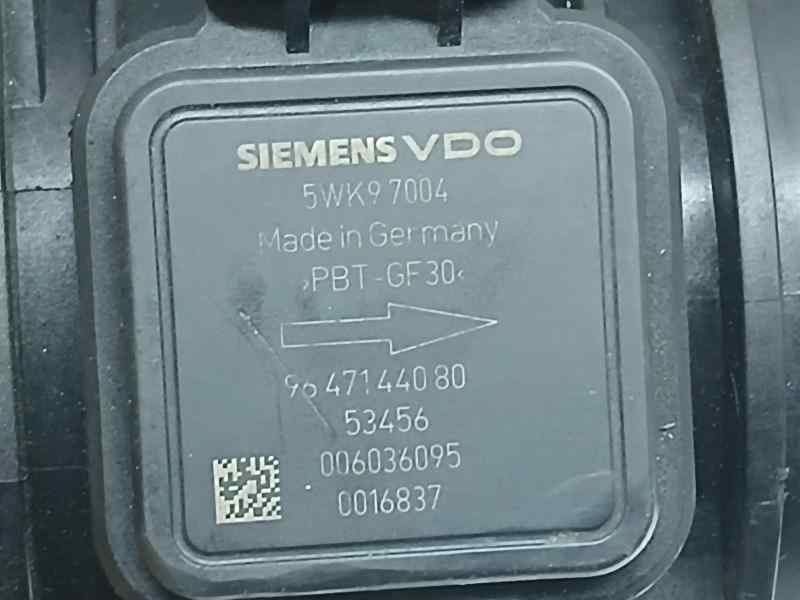 SIEMENS VDO
5WK9 7004
Made in Germany
>PBT-GF30<
96 471 440 80
53456
006036095
0016837